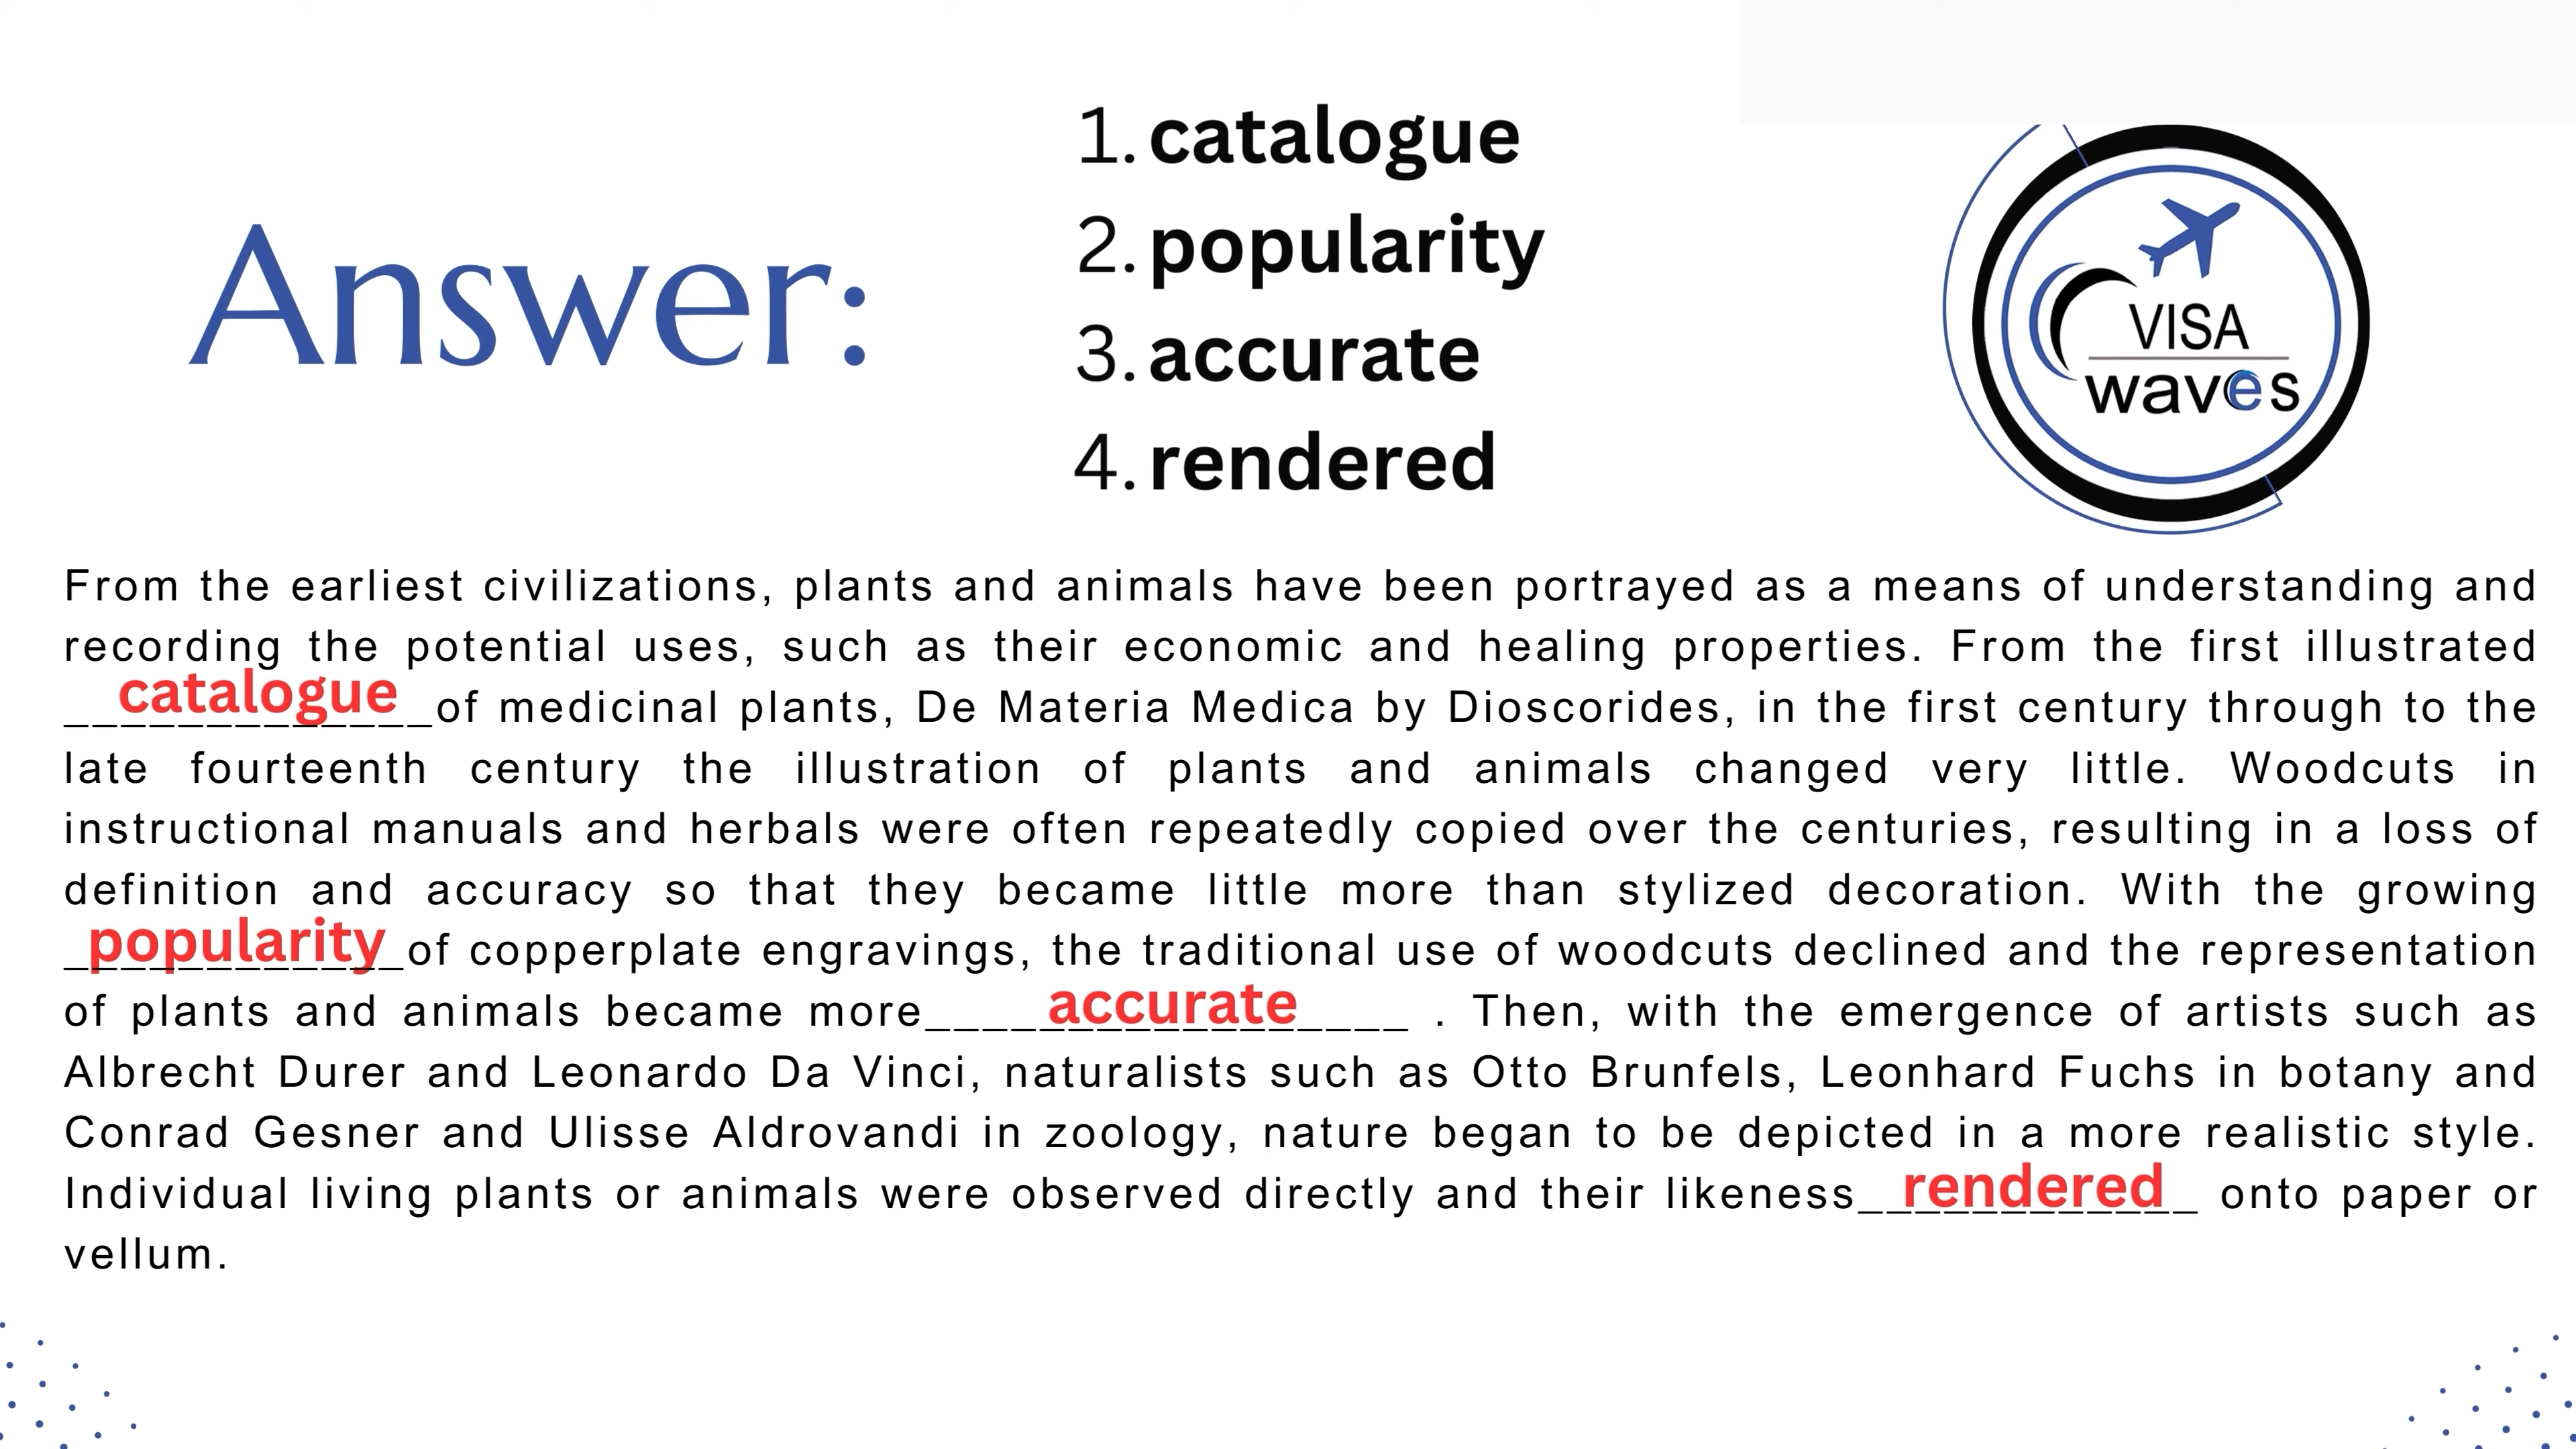 Answer:
1. catalogue
2. popularity
3. accurate
4. rendered
VISA
waves
From the earliest civilizations, plants and animals have been portrayed as a means of understanding and
recording the potential uses, such as their economic and healing properties. From the first illustrated
_____________of medicinal plants, De Materia Medica by Dioscorides, in the first century through to the
catalogue
late fourteenth century the illustration of plants and animals changed very little. Woodcuts in
instructional manuals and herbals were often repeatedly copied over the centuries, resulting in a loss of
definition and accuracy so that they became little more than stylized decoration. With the growing
____________of copperplate engravings, the traditional use of woodcuts declined and the representation
popularity
of plants and animals became more_________________ . Then, with the emergence of artists such as
accurate
Albrecht Durer and Leonardo Da Vinci, naturalists such as Otto Brunfels, Leonhard Fuchs in botany and
Conrad Gesner and Ulisse Aldrovandi in zoology, nature began to be depicted in a more realistic style.
Individual living plants or animals were observed directly and their likeness____________ onto paper or
rendered
vellum.